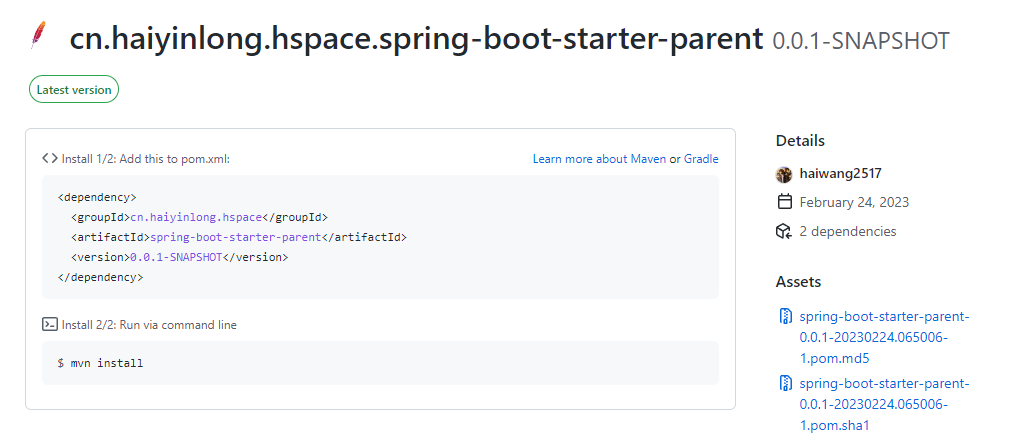 cn.haiyinlong.hspace.spring-boot-starter-parent 0.0.1-SNAPSHOT
Latest version
Install 1/2: Add this to pom.xml:
Learn more about Maven or Gradle
<dependency>
  <groupId>cn.haiyinlong.hspace</groupId>
  <artifactId>spring-boot-starter-parent</artifactId>
  <version>0.0.1-SNAPSHOT</version>
</dependency>
Install 2/2: Run via command line
$ mvn install
Details
haiwang2517
February 24, 2023
2 dependencies
Assets
spring-boot-starter-parent-
0.0.1-20230224.065006-
1.pom.md5
spring-boot-starter-parent-
0.0.1-20230224.065006-
1.pom.sha1